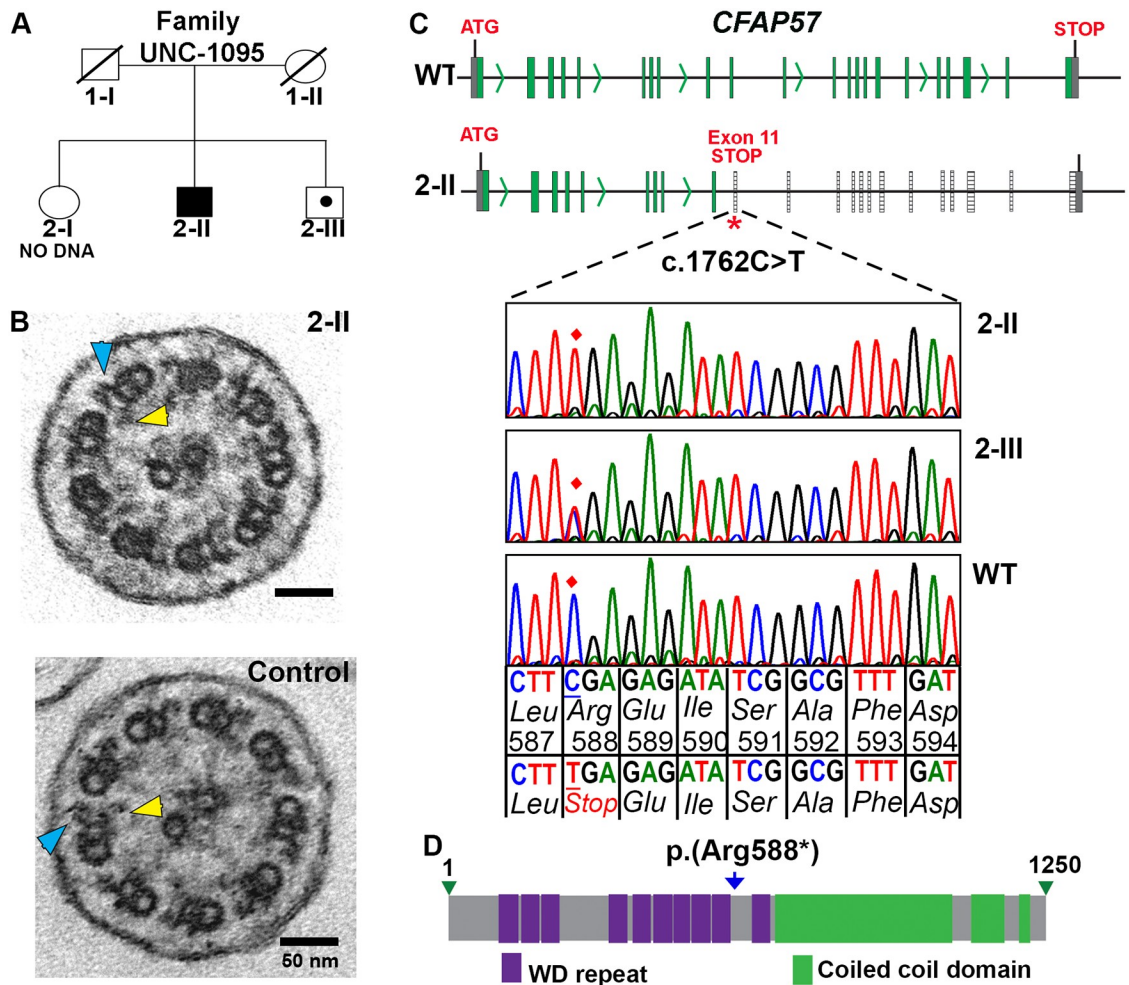 A
Family
UNC-1095
1-I
1-II
2-I
NO DNA
2-II
2-III
B
2-II
Control
50 nm
C
CFAP57
ATG
STOP
WT
ATG
Exon 11
STOP
2-II
*
c.1762C>T
2-II
2-III
WT
CTT CGA GAG ATA TCG GCG TTT GAT
Leu Arg Glu Ile Ser Ala Phe Asp
587 588 589 590 591 592 593 594
CTT TGA GAG ATA TCG GCG TTT GAT
Leu Stop Glu Ile Ser Ala Phe Asp
D
p.(Arg588*)
1
1250
WD repeat
Coiled coil domain